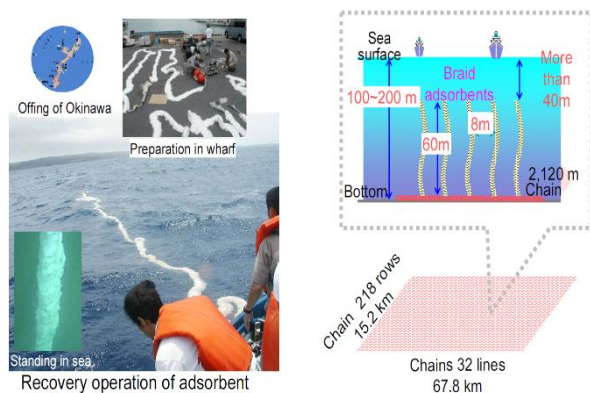 Offing of Okinawa
Preparation in wharf
Standing in sea
Recovery operation of adsorbent
Sea
surface
Braid
adsorbents
More
than
40m
100~200 m
8m
60m
2,120 m
Chain
Bottom
Chain 218 rows
15.2 km
Chains 32 lines
67.8 km